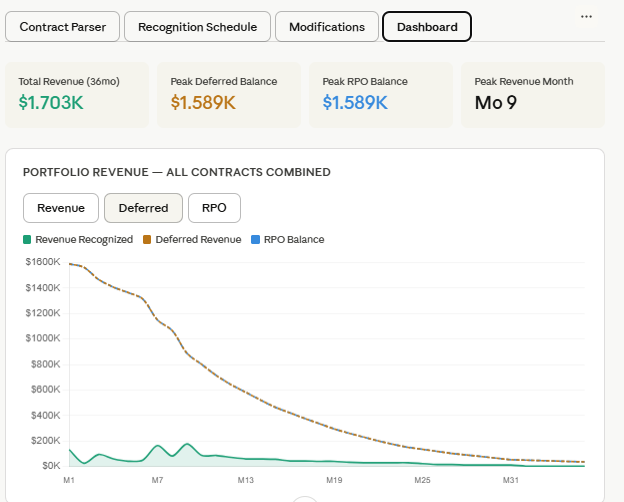 Contract Parser Recognition Schedule Modifications Dashboard ...
Total Revenue (36mo) Peak Deferred Balance Peak RPO Balance Peak Revenue Month
$1.703K $1.589K $1.589K Mo 9
PORTFOLIO REVENUE — ALL CONTRACTS COMBINED
Revenue Deferred RPO
Revenue Recognized Deferred Revenue RPO Balance
$1600K
$1400K
$1200K
$1000K
$800K
$600K
$400K
$200K
$0K
M1 M7 M13 M19 M25 M31